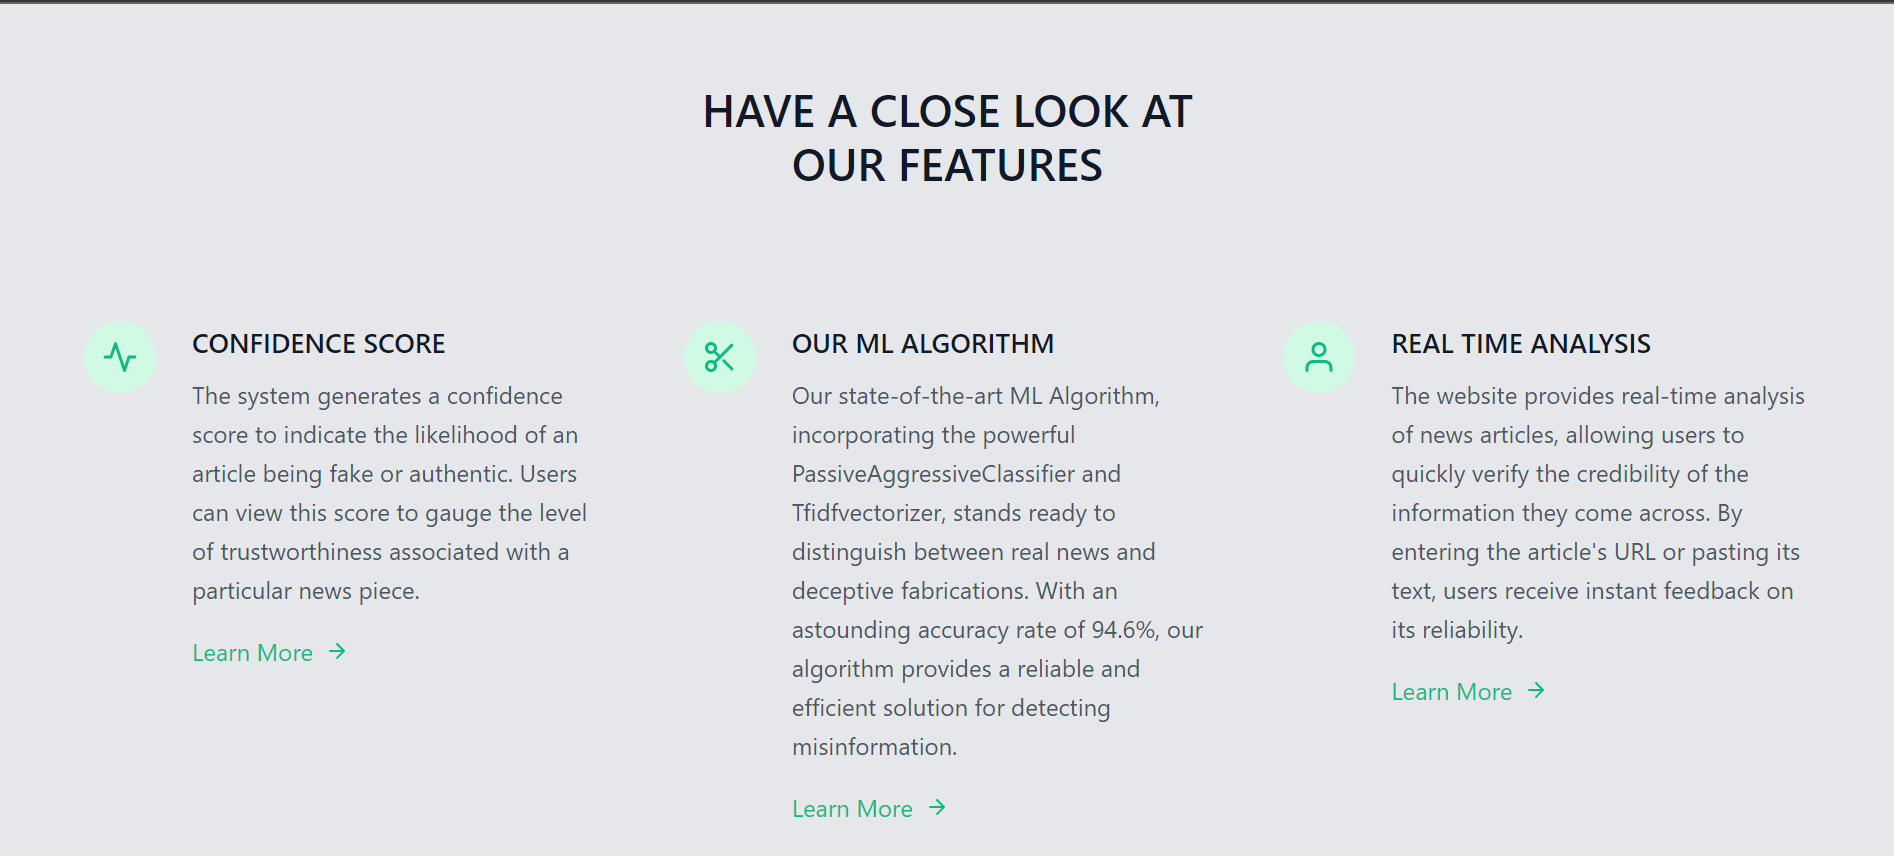 HAVE A CLOSE LOOK AT
OUR FEATURES
CONFIDENCE SCORE
The system generates a confidence
score to indicate the likelihood of an
article being fake or authentic. Users
can view this score to gauge the level
of trustworthiness associated with a
particular news piece.
Learn More →
OUR ML ALGORITHM
Our state-of-the-art ML Algorithm,
incorporating the powerful
PassiveAggressiveClassifier and
Tfidfvectorizer, stands ready to
distinguish between real news and
deceptive fabrications. With an
astounding accuracy rate of 94.6%, our
algorithm provides a reliable and
efficient solution for detecting
misinformation.
Learn More →
REAL TIME ANALYSIS
The website provides real-time analysis
of news articles, allowing users to
quickly verify the credibility of the
information they come across. By
entering the article's URL or pasting its
text, users receive instant feedback on
its reliability.
Learn More →